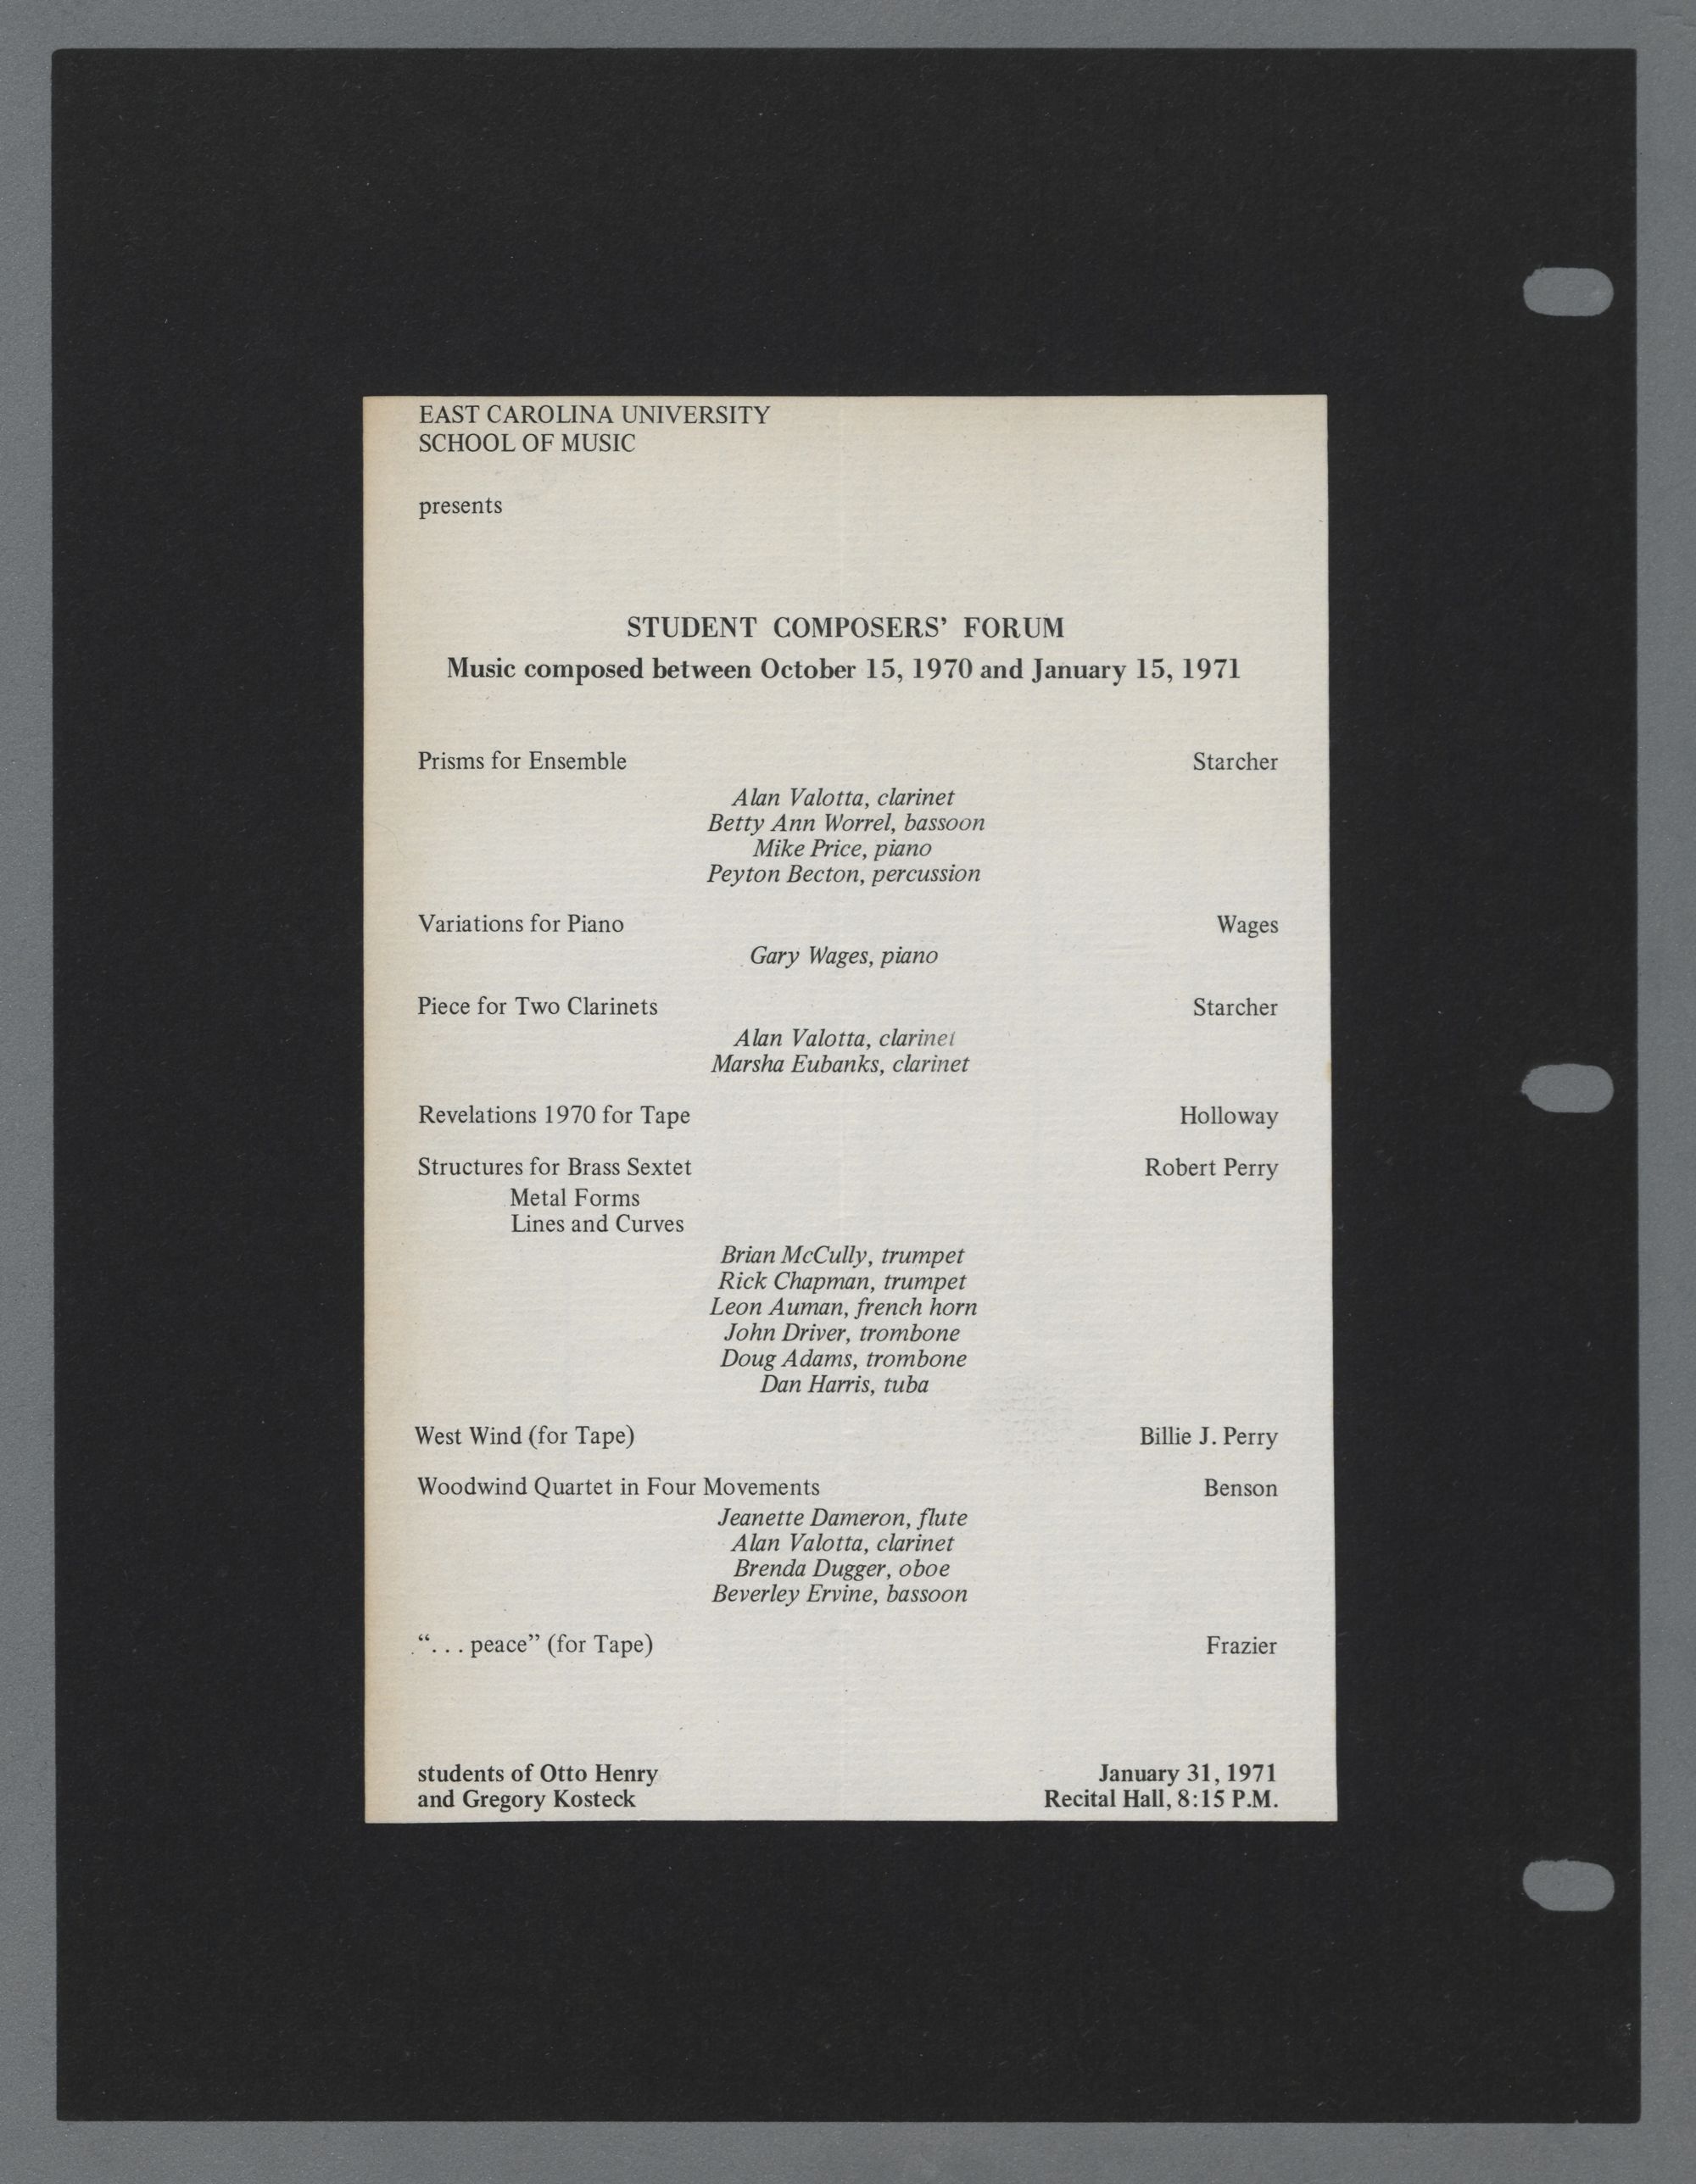 EAST CAROLINA UNIVERSITY
SCHOOL OF MUSIC
presents
STUDENT COMPOSERS' FORUM
Music composed between October 15, 1970 and January 15, 1971
Prisms for Ensemble Starcher
Alan Valotta, clarinet
Betty Ann Worrel, bassoon
Mike Price, piano
Peyton Becton, percussion
Variations for Piano Wages
Gary Wages, piano
Piece for Two Clarinets Starcher
Alan Valotta, clarinet
Marsha Eubanks, clarinet
Revelations 1970 for Tape Holloway
Structures for Brass Sextet Robert Perry
Metal Forms
Lines and Curves
Brian McCully, trumpet
Rick Chapman, trumpet
Leon Auman, french horn
John Driver, trombone
Doug Adams, trombone
Dan Harris, tuba
West Wind (for Tape) Billie J. Perry
Woodwind Quartet in Four Movements Benson
Jeanette Dameron, flute
Alan Valotta, clarinet
Brenda Dugger, oboe
Beverley Ervine, bassoon
“. . . peace” (for Tape) Frazier
students of Otto Henry January 31, 1971
and Gregory Kosteck Recital Hall, 8:15 P.M.